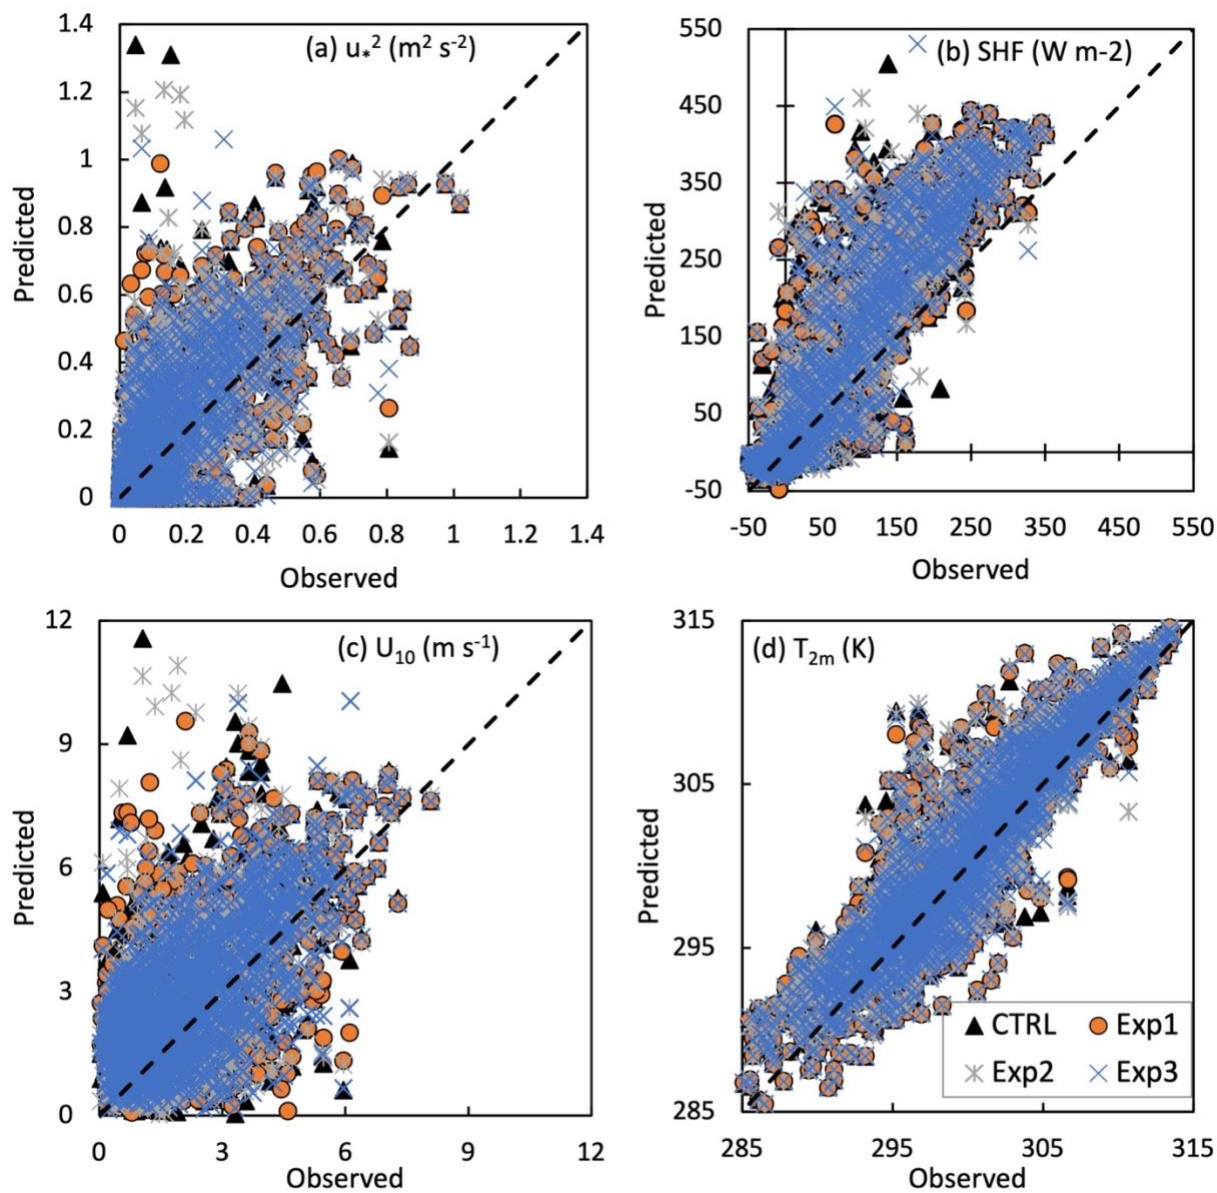 (a) u*² (m² s⁻²)
1.4
1.2
1
0.8
0.6
0.4
0.2
0
Predicted
0 0.2 0.4 0.6 0.8 1 1.2 1.4
Observed
(b) SHF (W m-2)
550
450
350
250
150
50
-50
Predicted
-50 50 150 250 350 450 550
Observed
(c) U₁₀ (m s⁻¹)
12
9
6
3
0
Predicted
0 3 6 9 12
Observed
(d) T₂ₘ (K)
315
305
295
285
Predicted
CTRL Exp1
Exp2 Exp3
285 295 305 315
Observed